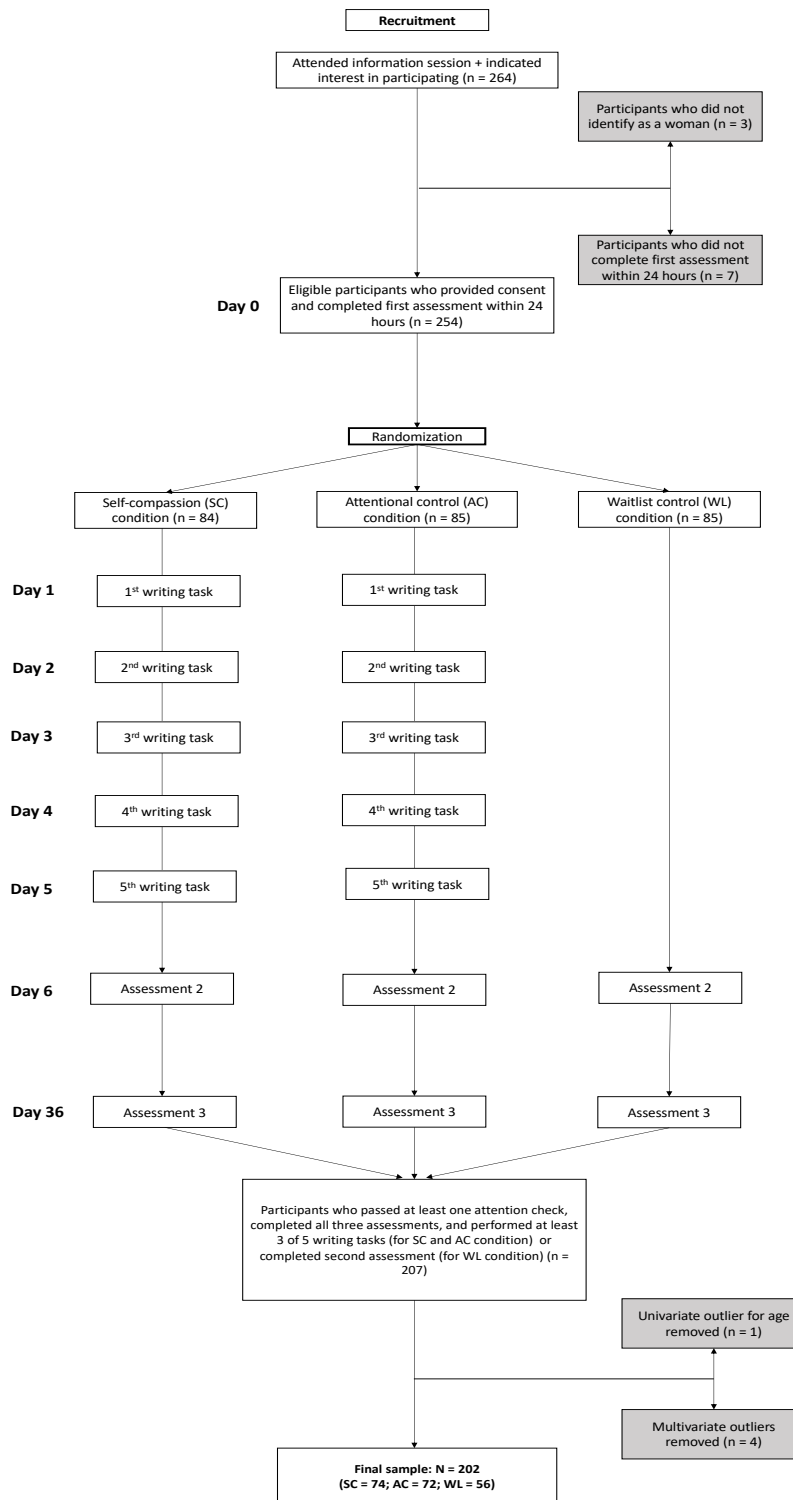 Recruitment
Attended information session + indicated
interest in participating (n = 264)
Participants who did not
identify as a woman (n = 3)
Participants who did not
complete first assessment
within 24 hours (n = 7)
Day 0
Eligible participants who provided consent
and completed first assessment within 24
hours (n = 254)
Randomization
Self-compassion (SC)
condition (n = 84)
Attentional control (AC)
condition (n = 85)
Waitlist control (WL)
condition (n = 85)
Day 1
1st writing task
1st writing task
Day 2
2nd writing task
2nd writing task
Day 3
3rd writing task
3rd writing task
Day 4
4th writing task
4th writing task
Day 5
5th writing task
5th writing task
Day 6
Assessment 2
Assessment 2
Assessment 2
Day 36
Assessment 3
Assessment 3
Assessment 3
Participants who passed at least one attention check,
completed all three assessments, and performed at least
3 of 5 writing tasks (for SC and AC condition) or
completed second assessment (for WL condition) (n =
207)
Univariate outlier for age
removed (n = 1)
Multivariate outliers
removed (n = 4)
Final sample: N = 202
(SC = 74; AC = 72; WL = 56)